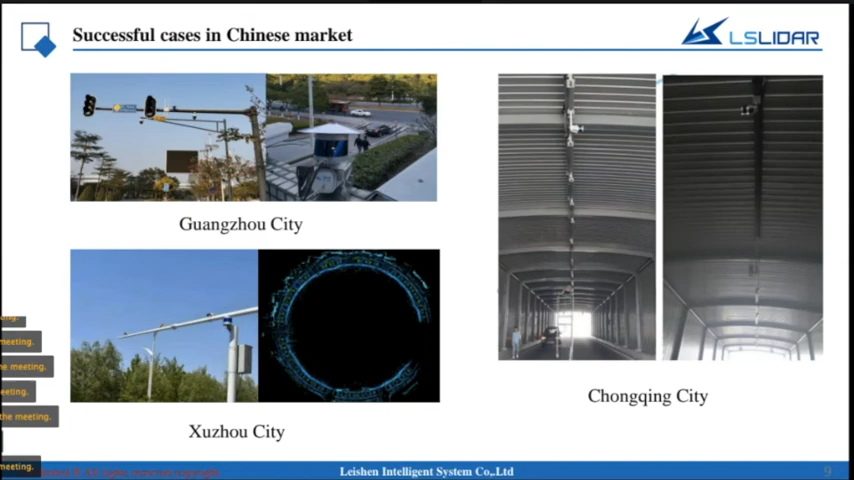 Successful cases in Chinese market
LSLIDAR
Guangzhou City
Xuzhou City
Chongqing City
meeting.
the meeting.
eeting.
the meeting.
meeting.
Leishen Intelligent System Co,.Ltd
9